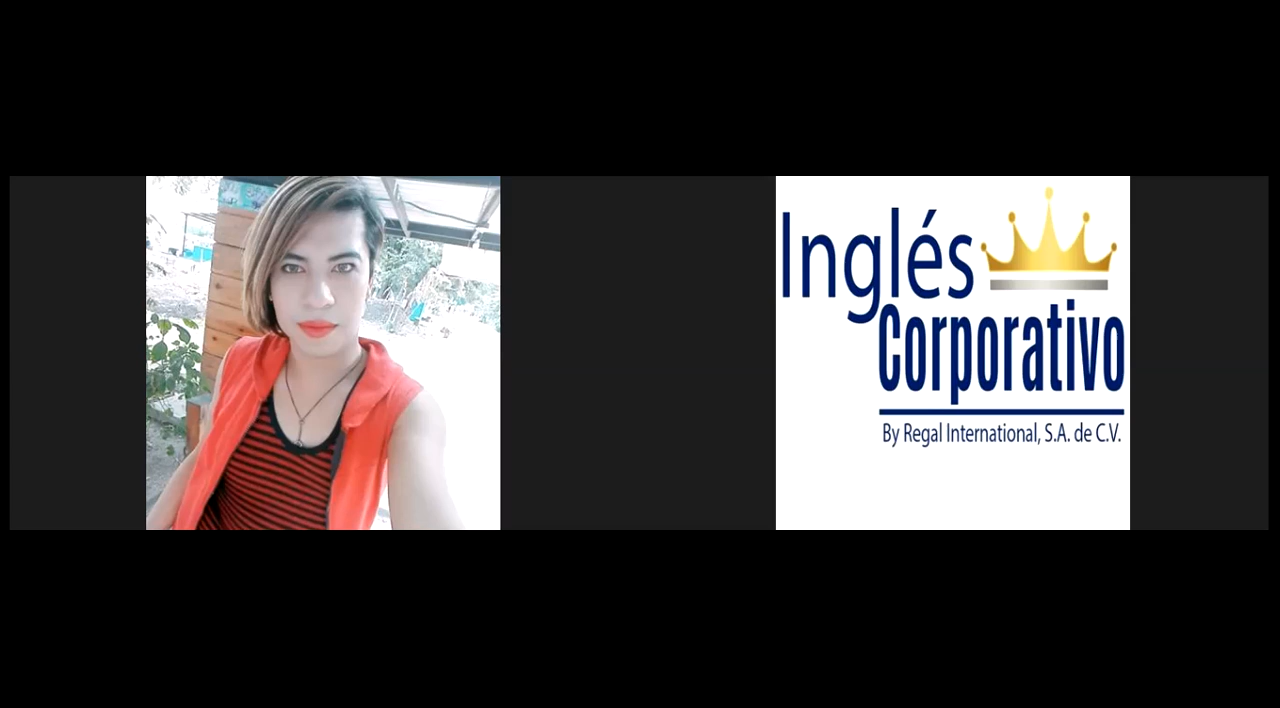 Inglés
Corporativo
By Regal International, S.A. de C.V.